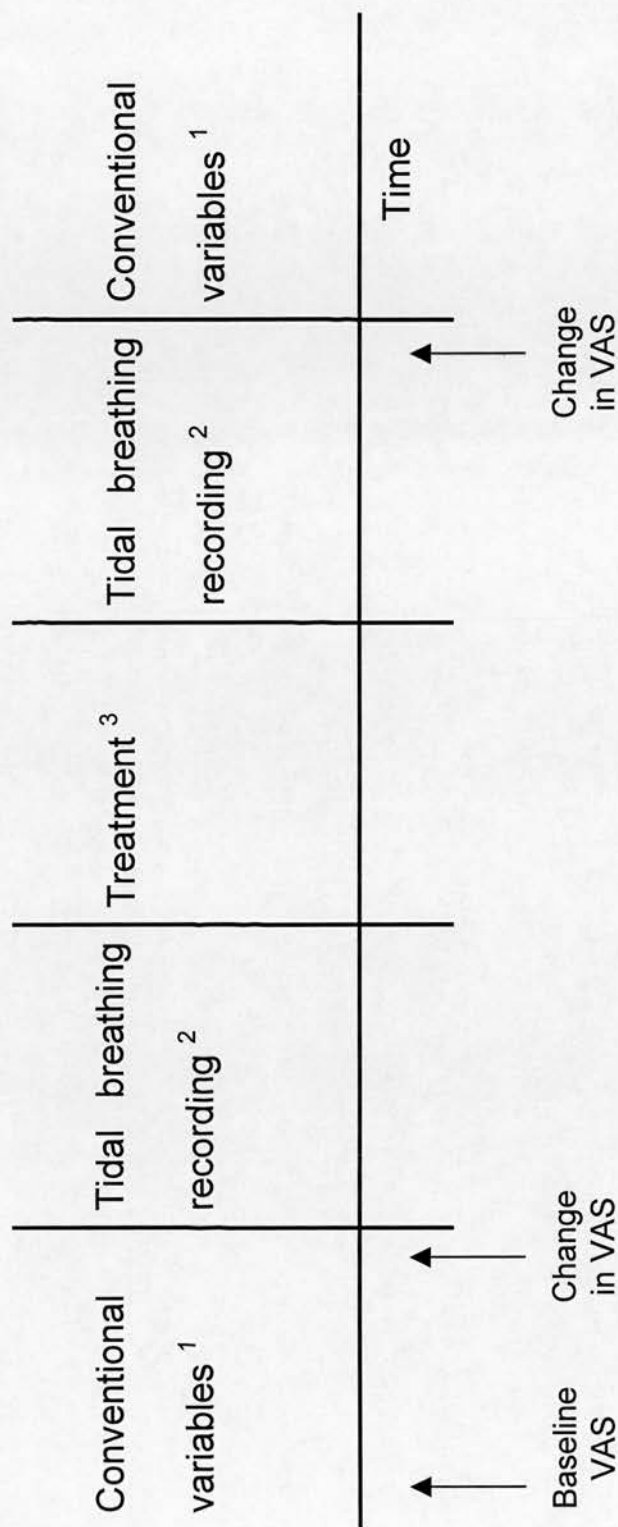 Conventional
variables 1
Tidal breathing
recording 2
Treatment 3
Tidal breathing
recording 2
Conventional
variables 1
Time
Baseline
VAS
Change
in VAS
Change
in VAS